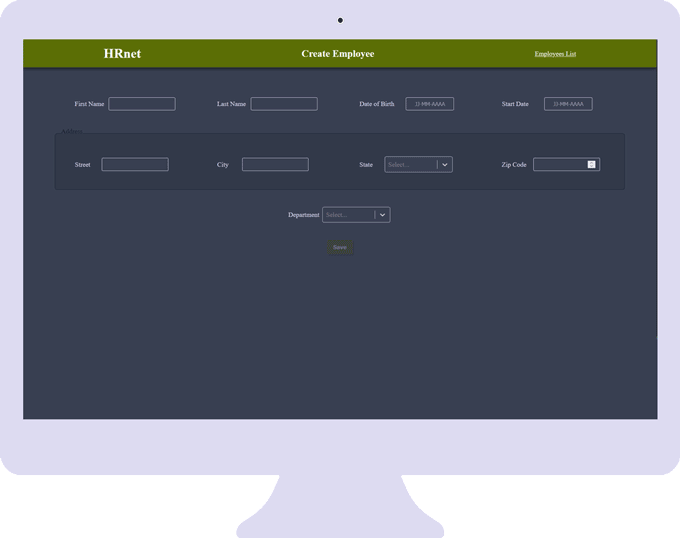 HRnet Create Employee Employees List
First Name Last Name Date of Birth JJ-MM-AAAA Start Date JJ-MM-AAAA
Address
Street City State Select... Zip Code
Department Select...
Save